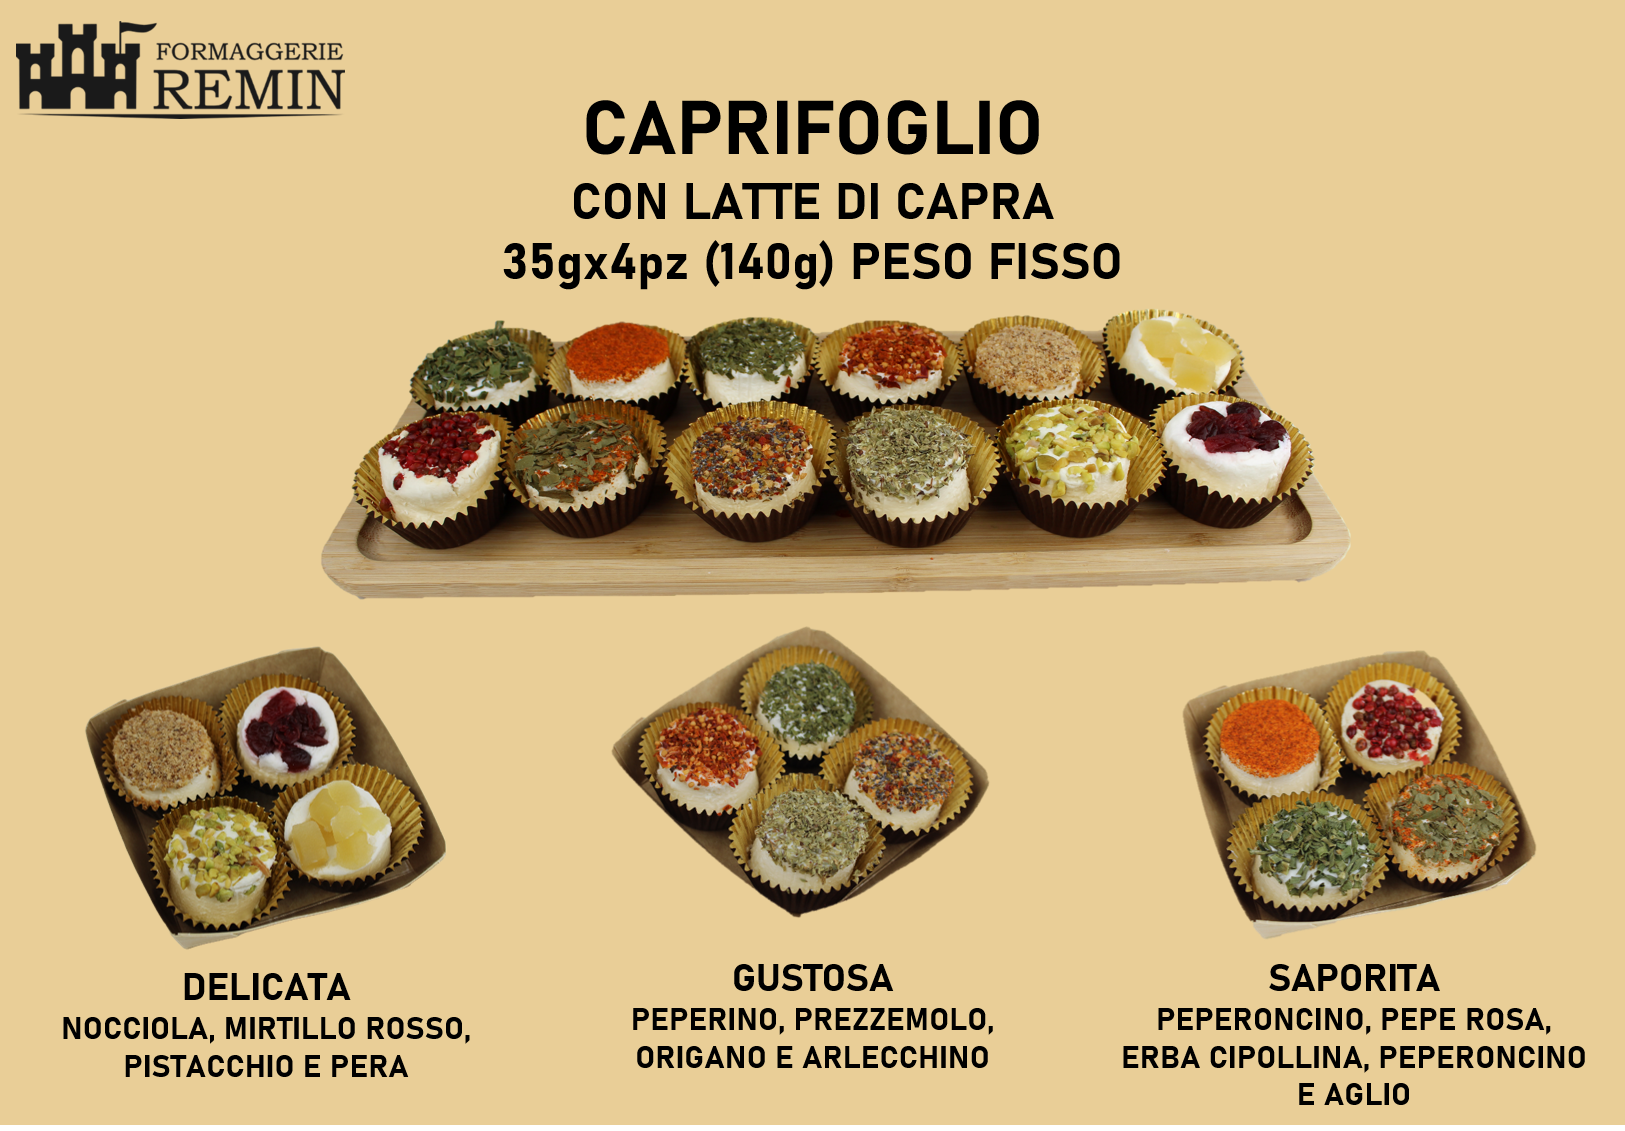 FORMAGGERIE
REMIN
CAPRIFOGLIO
CON LATTE DI CAPRA
35gx4pz (140g) PESO FISSO
DELICATA
NOCCIOLA, MIRTILLO ROSSO,
PISTACCHIO E PERA
GUSTOSA
PEPERINO, PREZZEMOLO,
ORIGANO E ARLECCHINO
SAPORITA
PEPERONCINO, PEPE ROSA,
ERBA CIPOLLINA, PEPERONCINO
E AGLIO